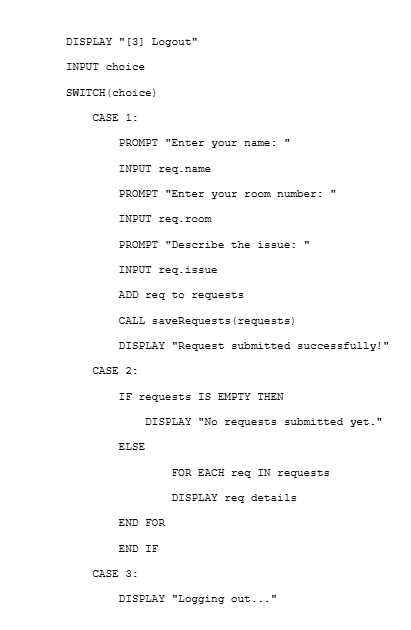 DISPLAY "[3] Logout"
INPUT choice
SWITCH(choice)
CASE 1:
PROMPT "Enter your name: "
INPUT req.name
PROMPT "Enter your room number: "
INPUT req.room
PROMPT "Describe the issue: "
INPUT req.issue
ADD req to requests
CALL saveRequests(requests)
DISPLAY "Request submitted successfully!"
CASE 2:
IF requests IS EMPTY THEN
DISPLAY "No requests submitted yet."
ELSE
FOR EACH req IN requests
DISPLAY req details
END FOR
END IF
CASE 3:
DISPLAY "Logging out..."